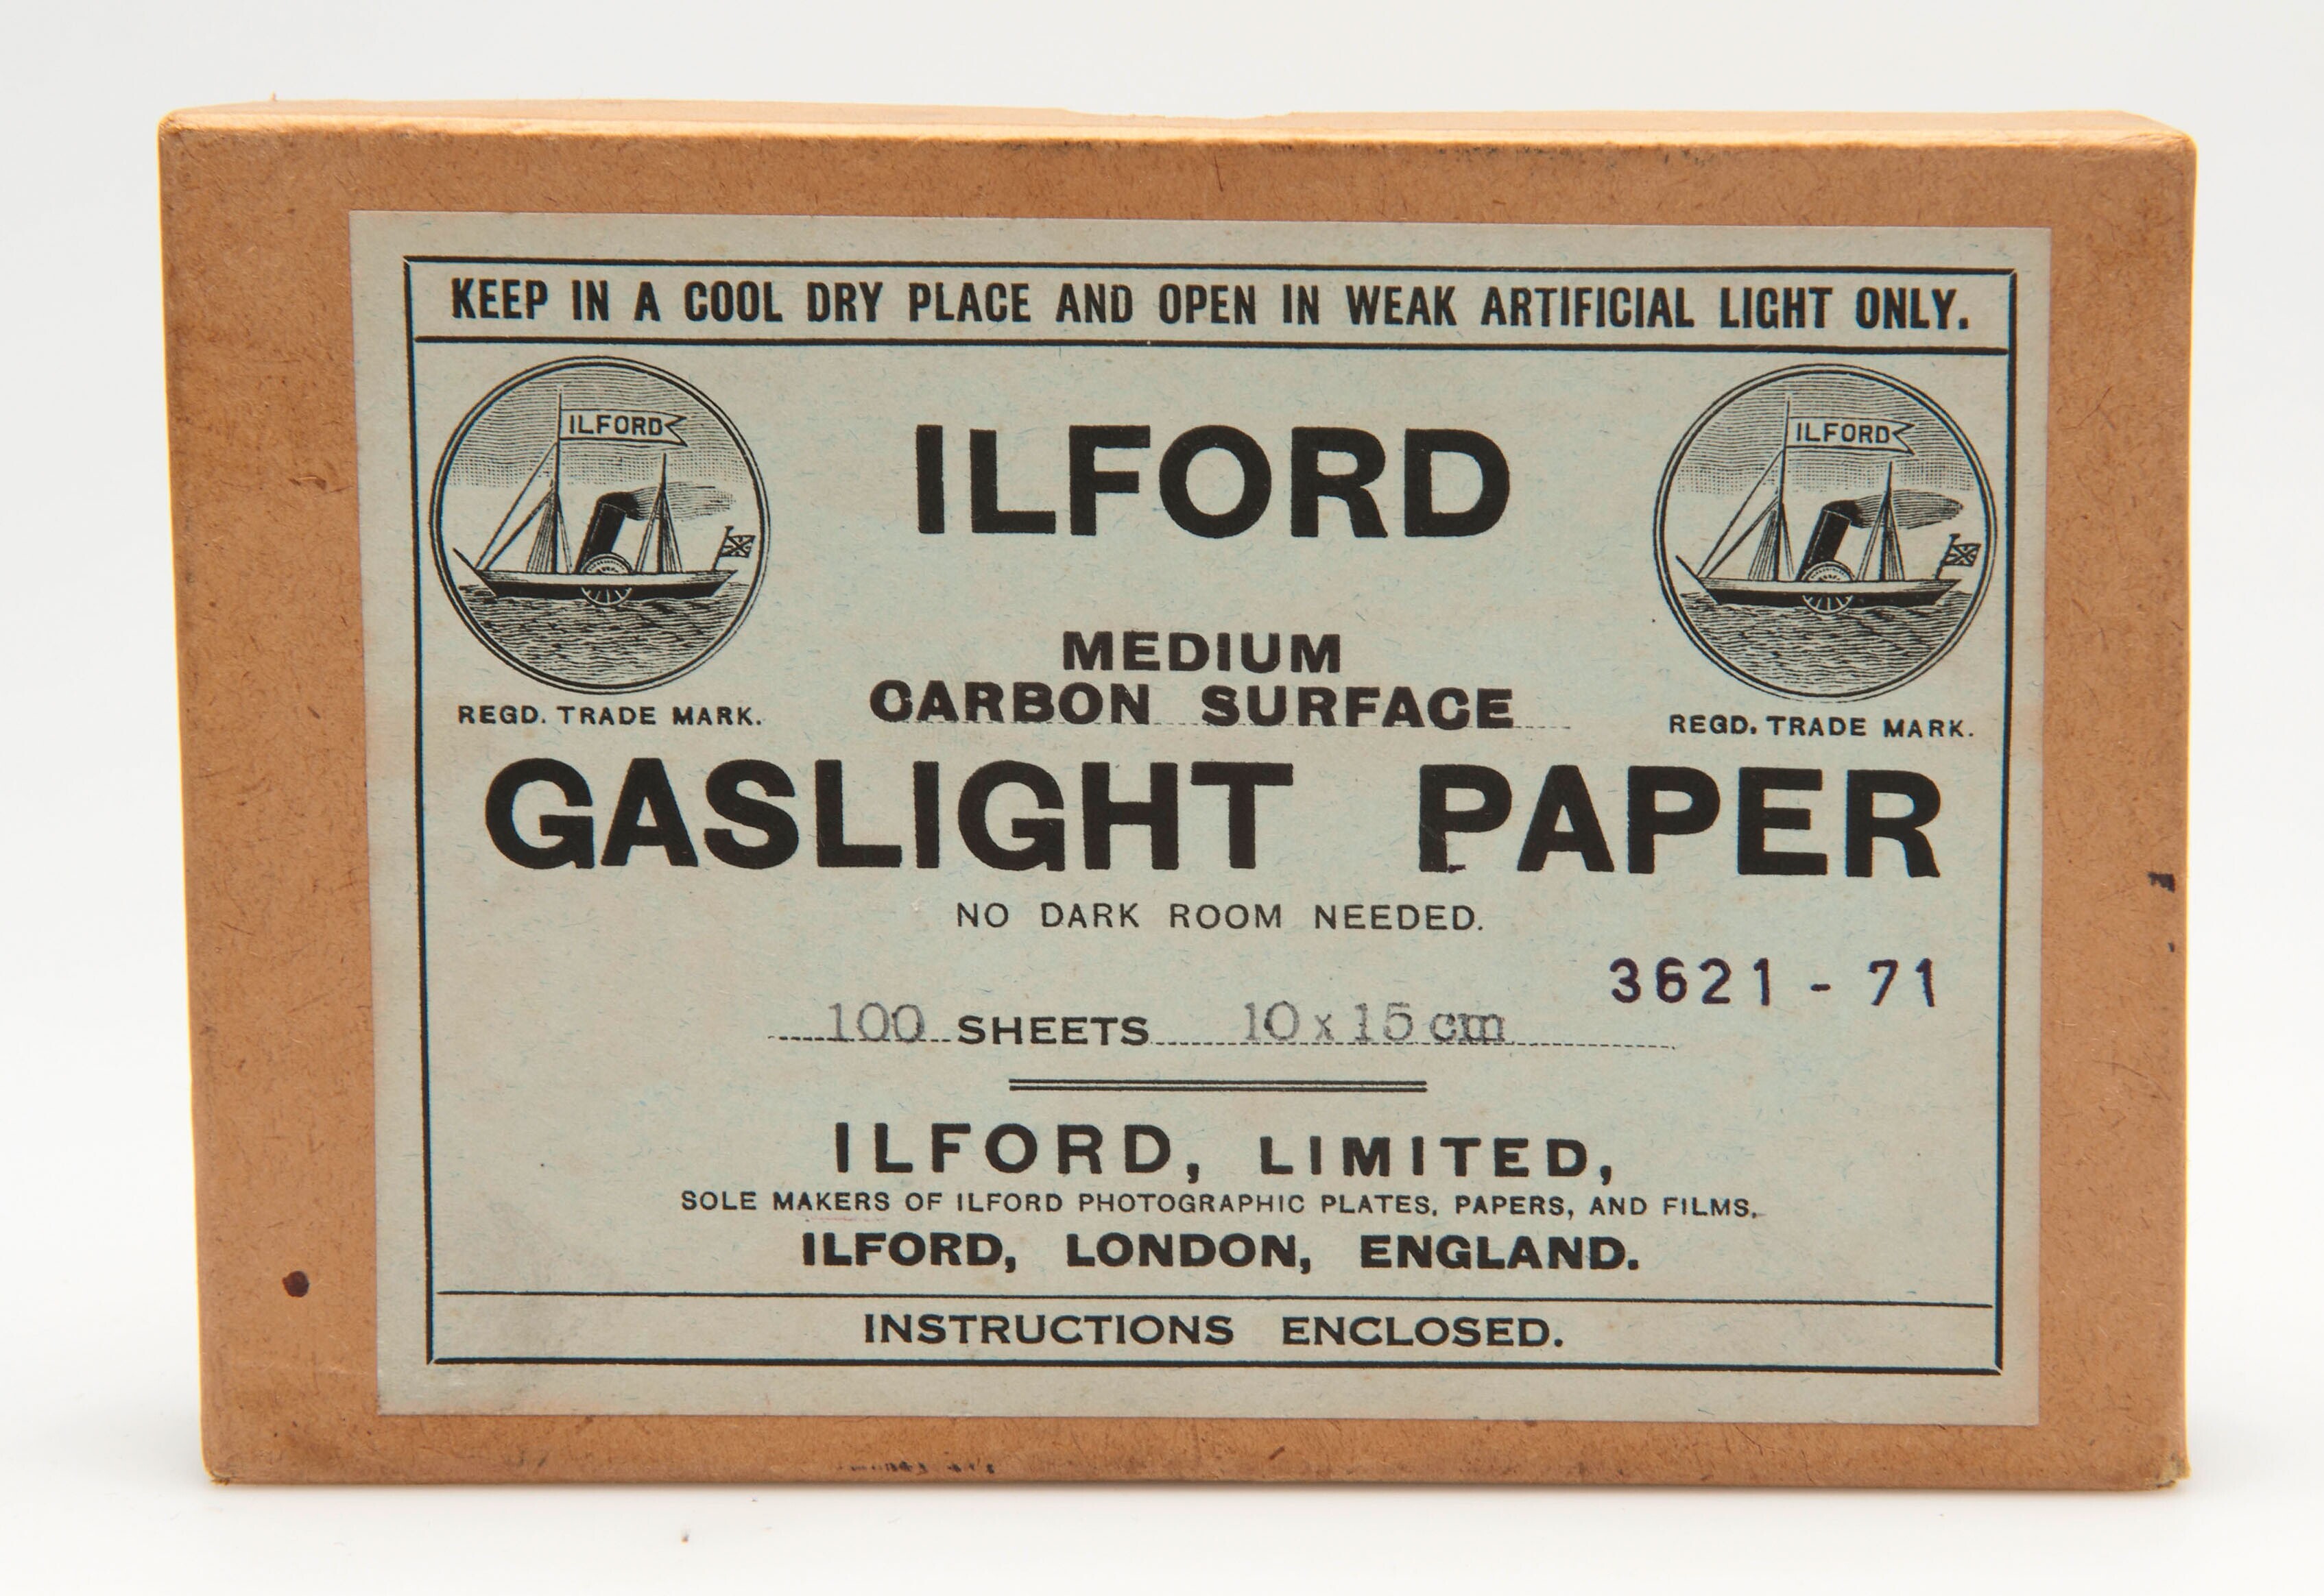 KEEP IN A COOL DRY PLACE AND OPEN IN WEAK ARTIFICIAL LIGHT ONLY.
ILFORD
ILFORD
ILFORD
MEDIUM
CARBON SURFACE
REGD. TRADE MARK.
REGD. TRADE MARK.
GASLIGHT PAPER
NO DARK ROOM NEEDED.
3621 - 71
100 SHEETS 10 x 15 cm
ILFORD, LIMITED,
SOLE MAKERS OF ILFORD PHOTOGRAPHIC PLATES, PAPERS, AND FILMS.
ILFORD, LONDON, ENGLAND.
INSTRUCTIONS ENCLOSED.